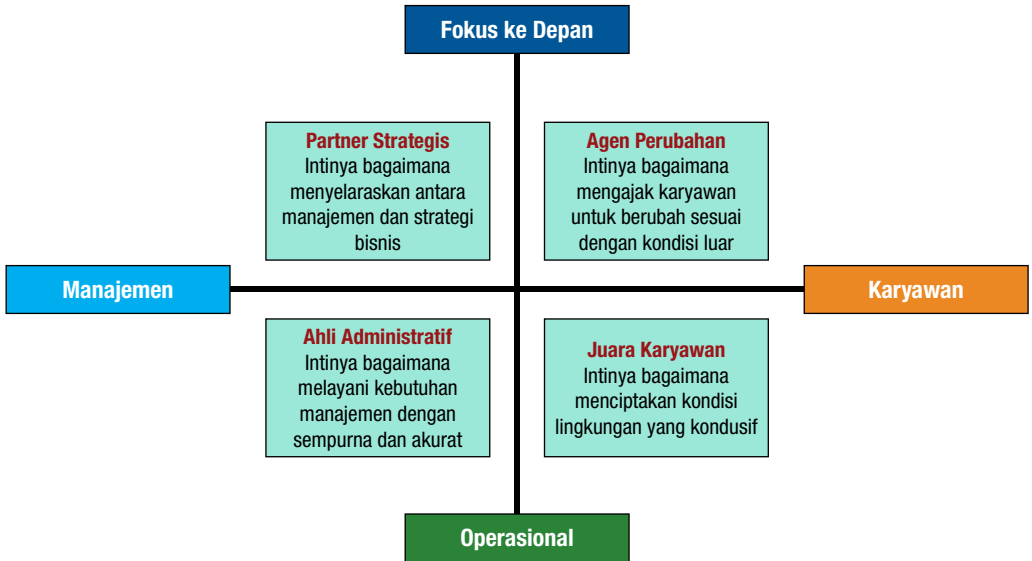 Fokus ke Depan
Partner Strategis
Intinya bagaimana
menyelaraskan antara
manajemen dan strategi
bisnis
Agen Perubahan
Intinya bagaimana
mengajak karyawan
untuk berubah sesuai
dengan kondisi luar
Manajemen
Karyawan
Ahli Administratif
Intinya bagaimana
melayani kebutuhan
manajemen dengan
sempurna dan akurat
Juara Karyawan
Intinya bagaimana
menciptakan kondisi
lingkungan yang kondusif
Operasional